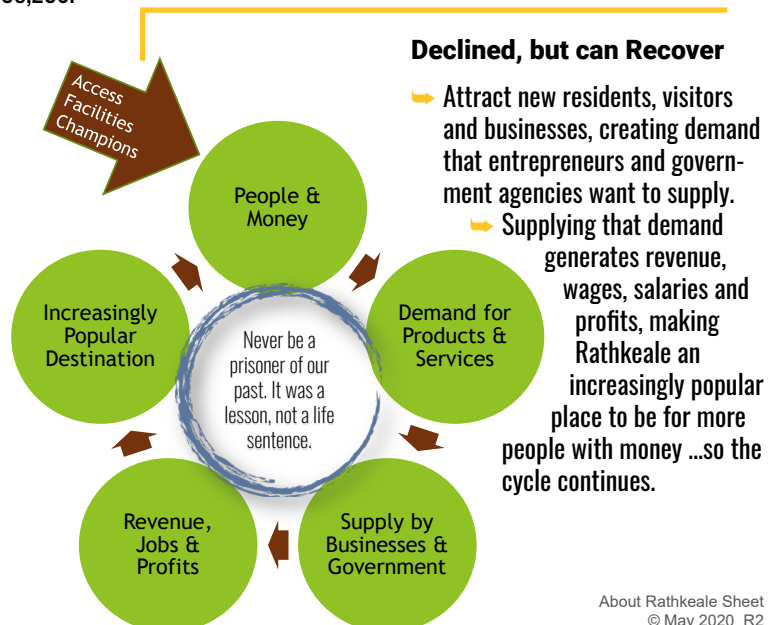 Declined, but can Recover
Attract new residents, visitors
and businesses, creating demand
that entrepreneurs and govern-
ment agencies want to supply.
Supplying that demand
generates revenue,
wages, salaries and
profits, making
Rathkeale an
increasingly popular
place to be for more
people with money ...so the
cycle continues.
Access
Facilities
Champions
People &
Money
Demand for
Products &
Services
Supply by
Businesses &
Government
Revenue,
Jobs &
Profits
Increasingly
Popular
Destination
Never be a
prisoner of our
past. It was a
lesson, not a life
sentence.
About Rathkeale Sheet
© May 2020 R2